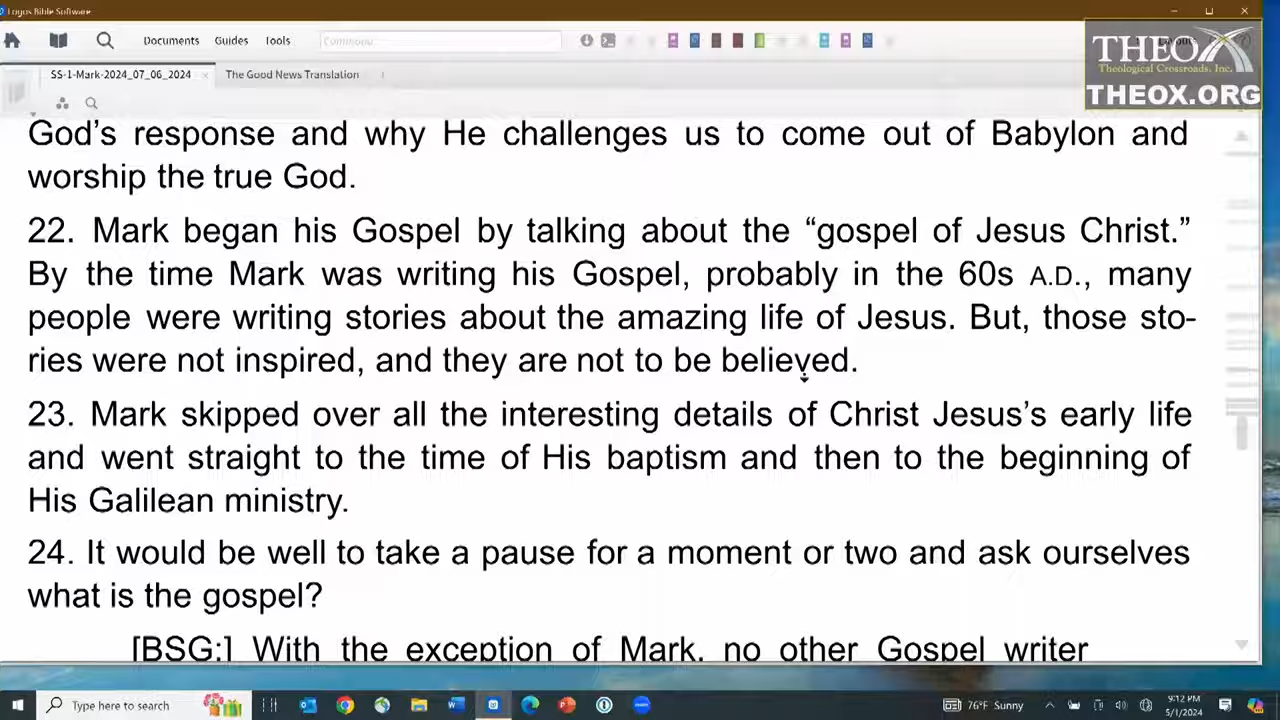 Logos Bible Software
Documents Guides Tools Command
THEOX
Theological Crossroads, Inc.
THEOX.ORG
SS-1-Mark-2024_07_06_2024 The Good News Translation
God's response and why He challenges us to come out of Babylon and
worship the true God.
22. Mark began his Gospel by talking about the “gospel of Jesus Christ.”
By the time Mark was writing his Gospel, probably in the 60s A.D., many
people were writing stories about the amazing life of Jesus. But, those sto-
ries were not inspired, and they are not to be believed.
23. Mark skipped over all the interesting details of Christ Jesus's early life
and went straight to the time of His baptism and then to the beginning of
His Galilean ministry.
24. It would be well to take a pause for a moment or two and ask ourselves
what is the gospel?
[BSG:] With the exception of Mark, no other Gospel writer
Type here to search
76°F Sunny
9:12 PM
5/1/2024